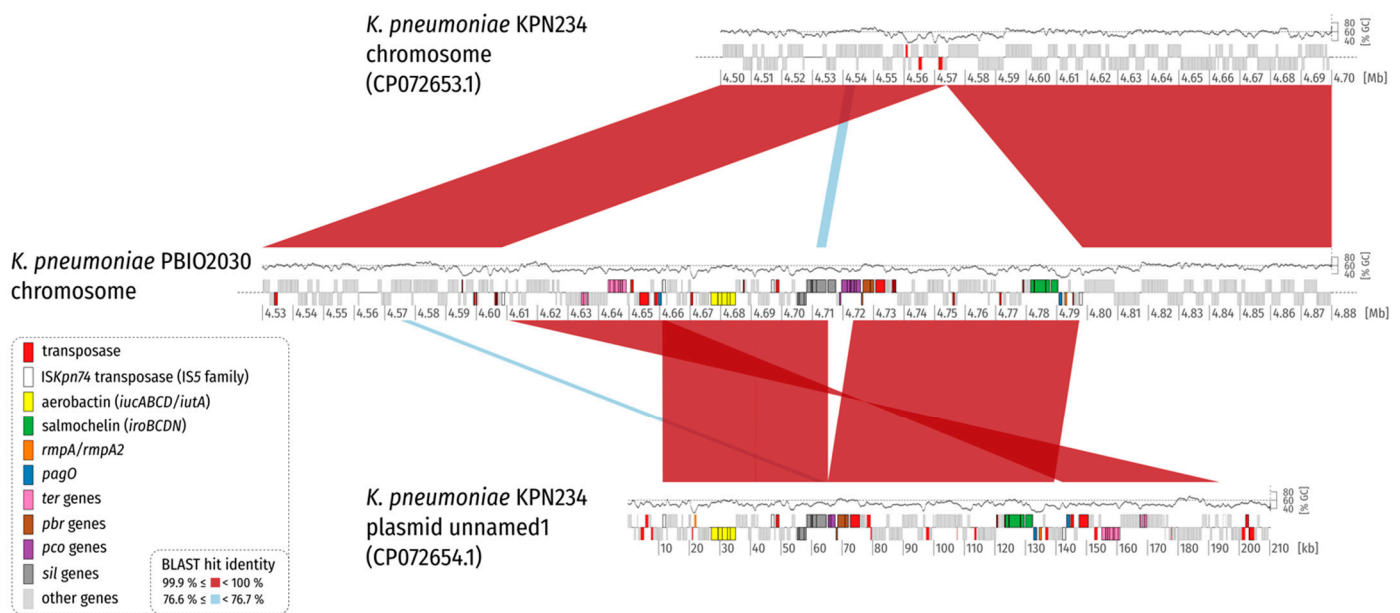 K. pneumoniae KPN234
chromosome
(CP072653.1)
80
60
40
[% GC]
4.50 4.51 4.52 4.53 4.54 4.55 4.56 4.57 4.58 4.59 4.60 4.61 4.62 4.63 4.64 4.65 4.66 4.67 4.68 4.69 4.70 [Mb]
K. pneumoniae PBIO2030
chromosome
80
60
40
[% GC]
4.53 4.54 4.55 4.56 4.57 4.58 4.59 4.60 4.61 4.62 4.63 4.64 4.65 4.66 4.67 4.68 4.69 4.70 4.71 4.72 4.73 4.74 4.75 4.76 4.77 4.78 4.79 4.80 4.81 4.82 4.83 4.84 4.85 4.86 4.87 4.88 [Mb]
transposase
ISKpn74 transposase (IS5 family)
aerobactin (iucABCD/iutA)
salmochelin (iroBCDN)
rmpA/rmpA2
pagO
ter genes
pbr genes
pco genes
sil genes
other genes
BLAST hit identity
99.9 % ≤ < 100 %
76.6 % ≤ < 76.7 %
K. pneumoniae KPN234
plasmid unnamed1
(CP072654.1)
80
60
40
[% GC]
10 20 30 40 50 60 70 80 90 100 110 120 130 140 150 160 170 180 190 200 210 [kb]